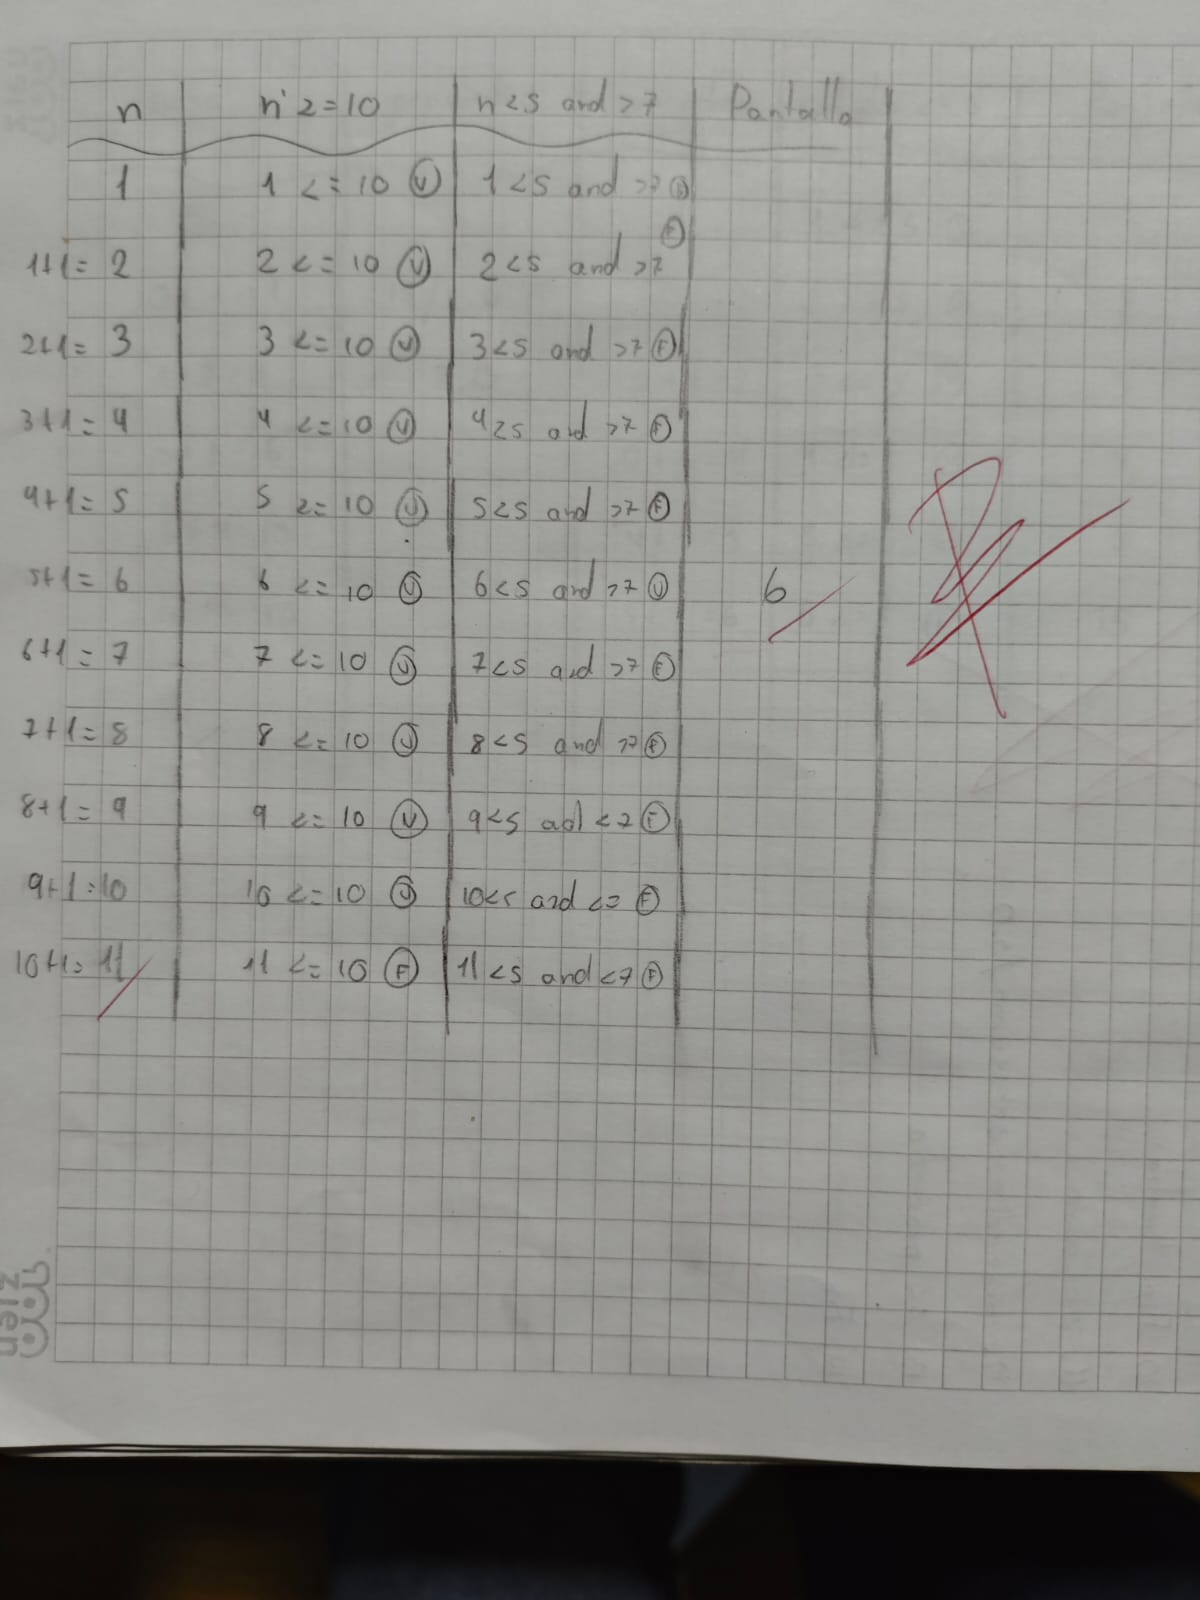 n n<=10 n<5 and >7 Pantalla
1 1 <= 10 V 1<5 and >7 F
1+1= 2 2 <= 10 V 2<5 and >7 F
2+1= 3 3 <= 10 V 3<5 and >7 F
3+1= 4 4 <= 10 V 4<5 and >7 F
4+1= 5 5 <= 10 V 5<5 and >7 F
5+1= 6 6 <= 10 V 6<5 and >7 V 6
6+1= 7 7 <= 10 V 7<5 and >7 F
7+1= 8 8 <= 10 V 8<5 and >7 F
8+1= 9 9 <= 10 V 9<5 ad <7 F
9+1=10 10 <= 10 V 10<5 and <= F
10+1= 11 11 <= 10 F 11<5 and <7 F
zien